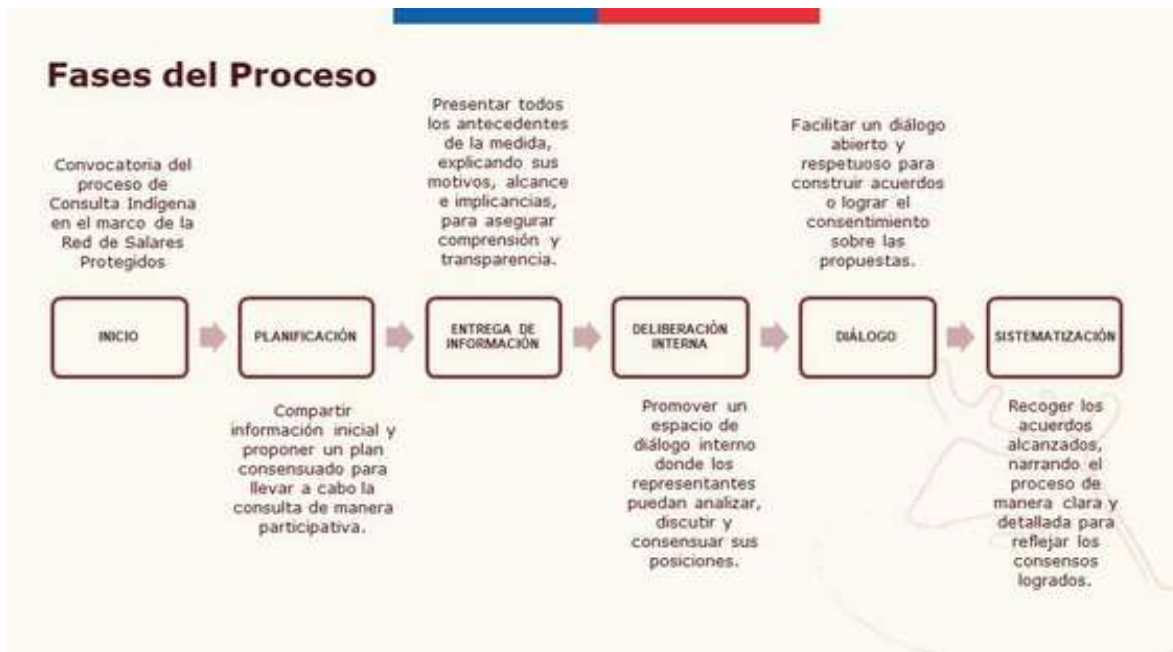 Fases del Proceso
Convocatoria del
proceso de
Consulta Indígena
en el marco de la
Red de Salares
Protegidos
INICIO
PLANIFICACIÓN
Compartir
información inicial y
proponer un plan
consensuado para
llevar a cabo la
consulta de manera
participativa.
Presentar todos
los antecedentes
de la medida,
explicando sus
motivos, alcance
e implicancias,
para asegurar
comprensión y
transparencia.
ENTREGA DE
INFORMACIÓN
DELIBERACIÓN
INTERNA
Promover un
espacio de
diálogo interno
donde los
representantes
puedan analizar,
discutir y
consensuar sus
posiciones.
Facilitar un diálogo
abierto y
respetuoso para
construir acuerdos
o lograr el
consentimiento
sobre las
propuestas.
DIÁLOGO
SISTEMATIZACIÓN
Recoger los
acuerdos
alcanzados,
narrando el
proceso de
manera clara y
detallada para
reflejar los
consensos
logrados.